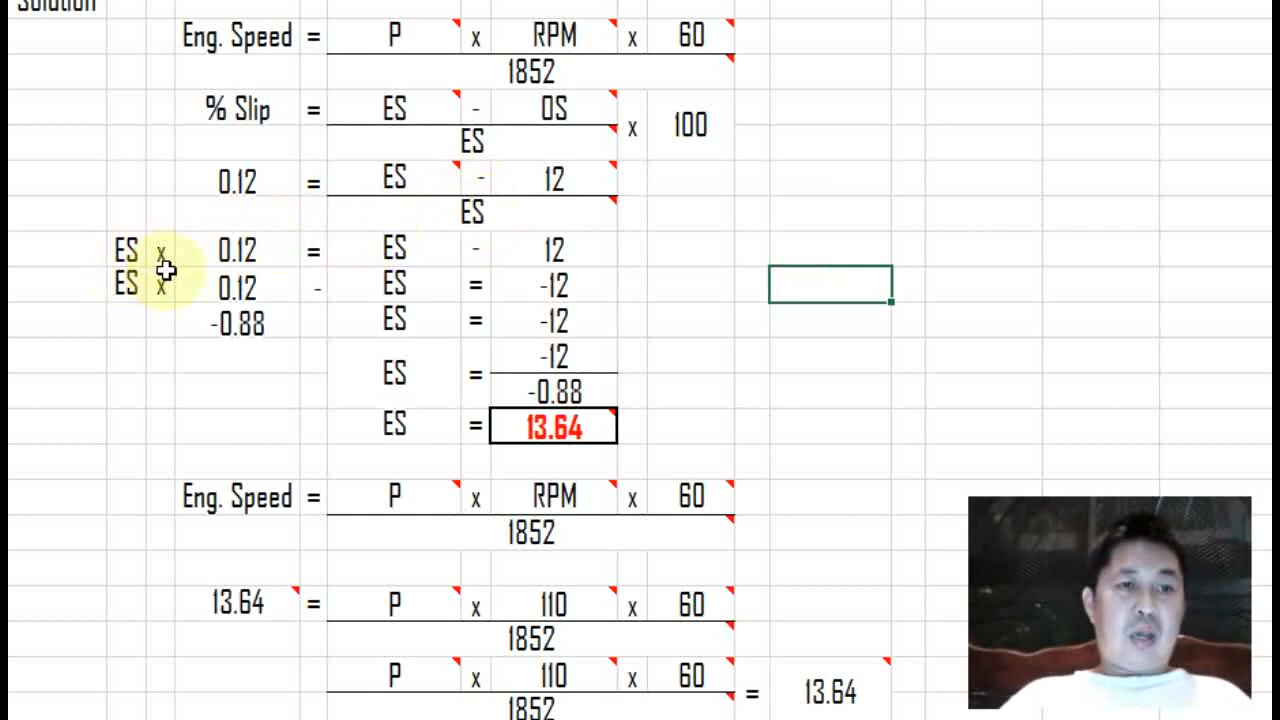 Solution
Eng. Speed = P x RPM x 60
1852
% Slip = ES - OS x 100
ES
0.12 = ES - 12
ES
ES x 0.12 = ES - 12
ES x 0.12 - ES = -12
-0.88 ES = -12
ES = -12
-0.88
ES = 13.64
Eng. Speed = P x RPM x 60
1852
13.64 = P x 110 x 60
1852
P x 110 x 60 = 13.64
1852